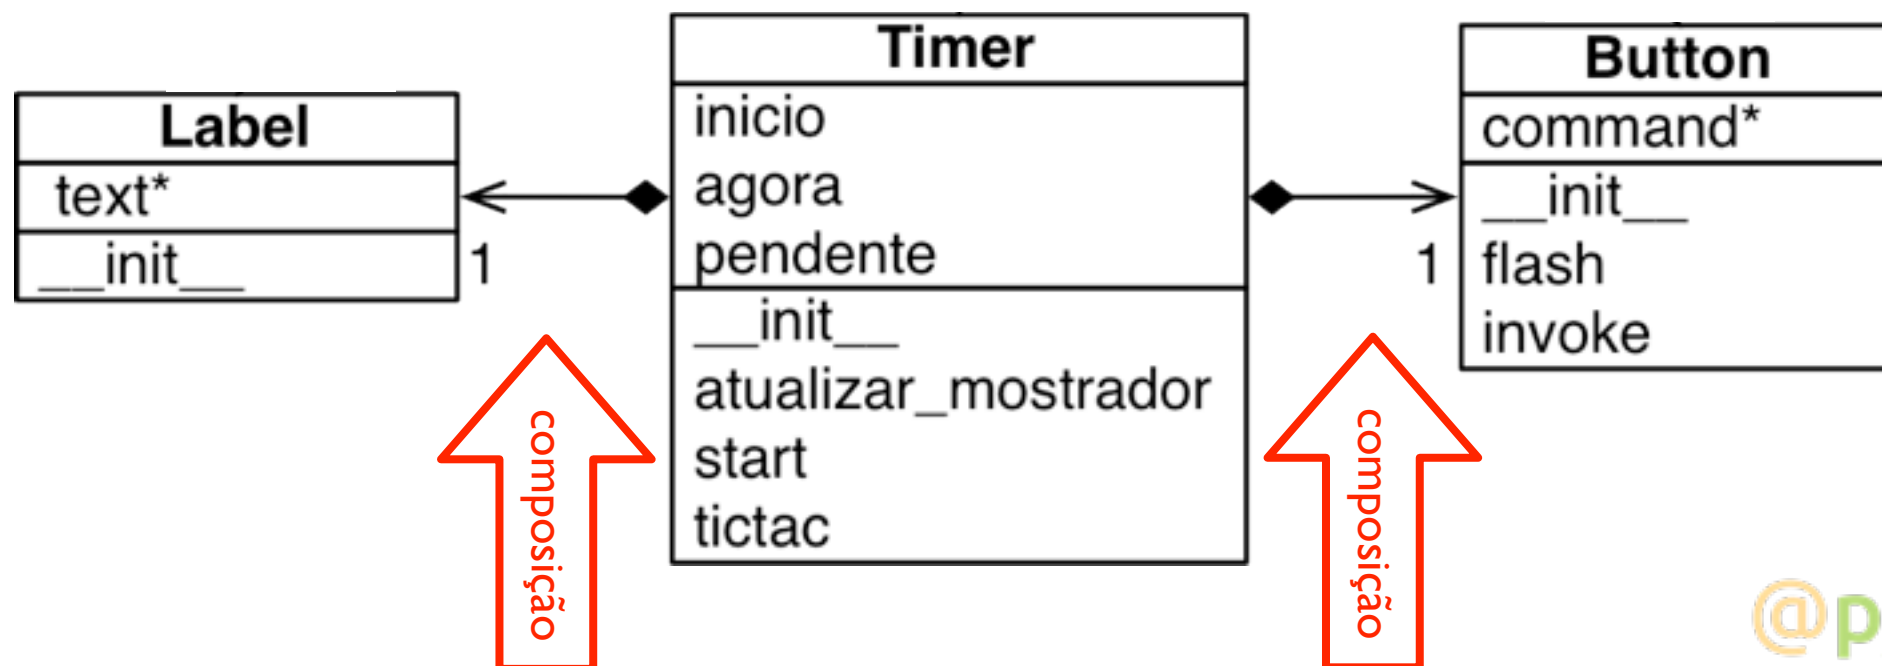 Label
text*
__init__
1
Timer
inicio
agora
pendente
__init__
atualizar_mostrador
start
tictac
Button
command*
__init__
flash
invoke
1
composição
composição
@p